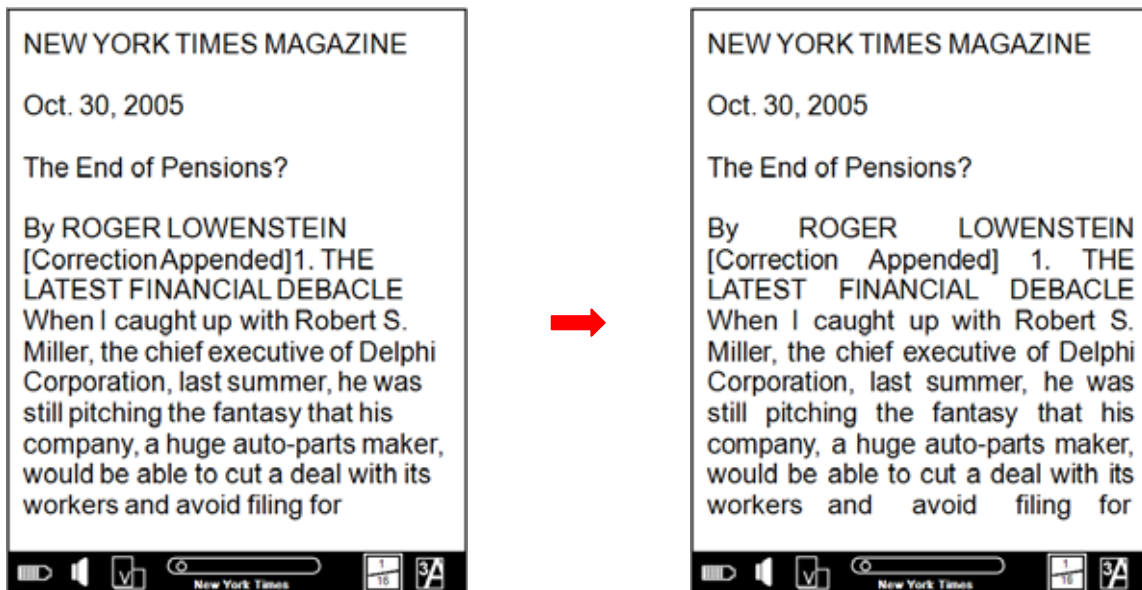 NEW YORK TIMES MAGAZINE
Oct. 30, 2005
The End of Pensions?
By ROGER LOWENSTEIN
[Correction Appended]1. THE
LATEST FINANCIAL DEBACLE
When I caught up with Robert S.
Miller, the chief executive of Delphi
Corporation, last summer, he was
still pitching the fantasy that his
company, a huge auto-parts maker,
would be able to cut a deal with its
workers and avoid filing for
V
New York Times
1
16
3A
NEW YORK TIMES MAGAZINE
Oct. 30, 2005
The End of Pensions?
By ROGER LOWENSTEIN
[Correction Appended] 1. THE
LATEST FINANCIAL DEBACLE
When I caught up with Robert S.
Miller, the chief executive of Delphi
Corporation, last summer, he was
still pitching the fantasy that his
company, a huge auto-parts maker,
would be able to cut a deal with its
workers and avoid filing for
V
New York Times
1
16
3A